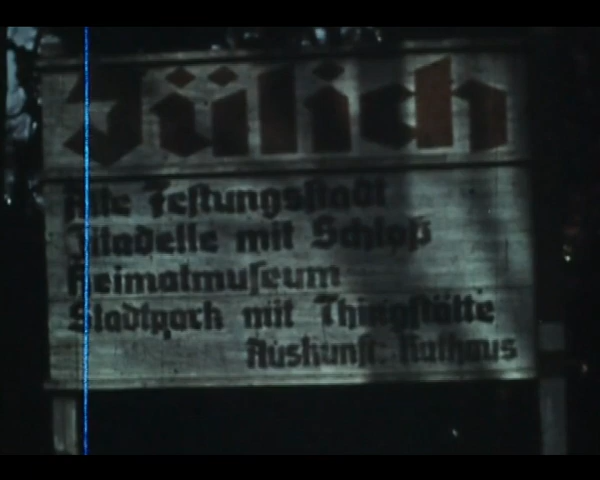 Jülich
Alte Festungsstadt
Zitadelle mit Schloß
Heimatmuseum
Stadtpark mit Thingstätte
Auskunft: Rathaus